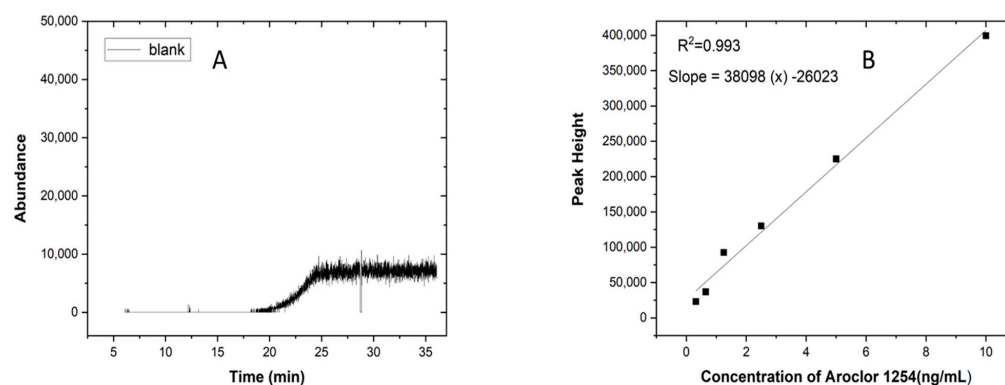 50,000
40,000
30,000
20,000
10,000
0
Abundance
blank
A
5 10 15 20 25 30 35
Time (min)
400,000
350,000
300,000
250,000
200,000
150,000
100,000
50,000
0
Peak Height
R²=0.993
B
Slope = 38098 (x) -26023
0 2 4 6 8 10
Concentration of Aroclor 1254(ng/mL)